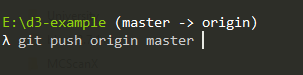 E:\d3-example (master -> origin)
λ git push origin master